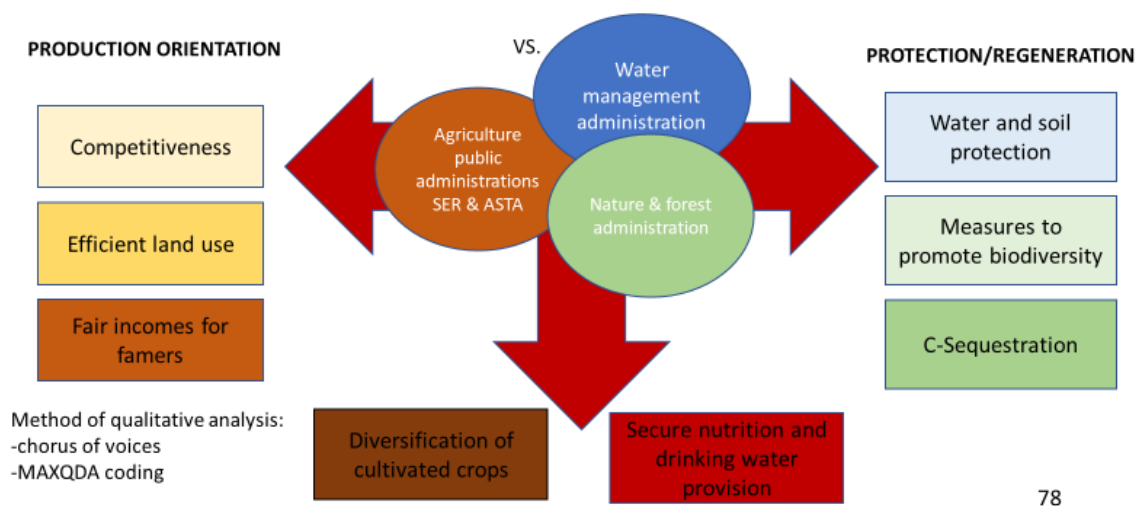 PRODUCTION ORIENTATION
Competitiveness
Efficient land use
Fair incomes for
famers
Method of qualitative analysis:
-chorus of voices
-MAXQDA coding
VS.
Water
management
administration
Agriculture
public
administrations
SER & ASTA
Nature & forest
administration
Diversification of
cultivated crops
Secure nutrition and
drinking water
provision
PROTECTION/REGENERATION
Water and soil
protection
Measures to
promote biodiversity
C-Sequestration
78